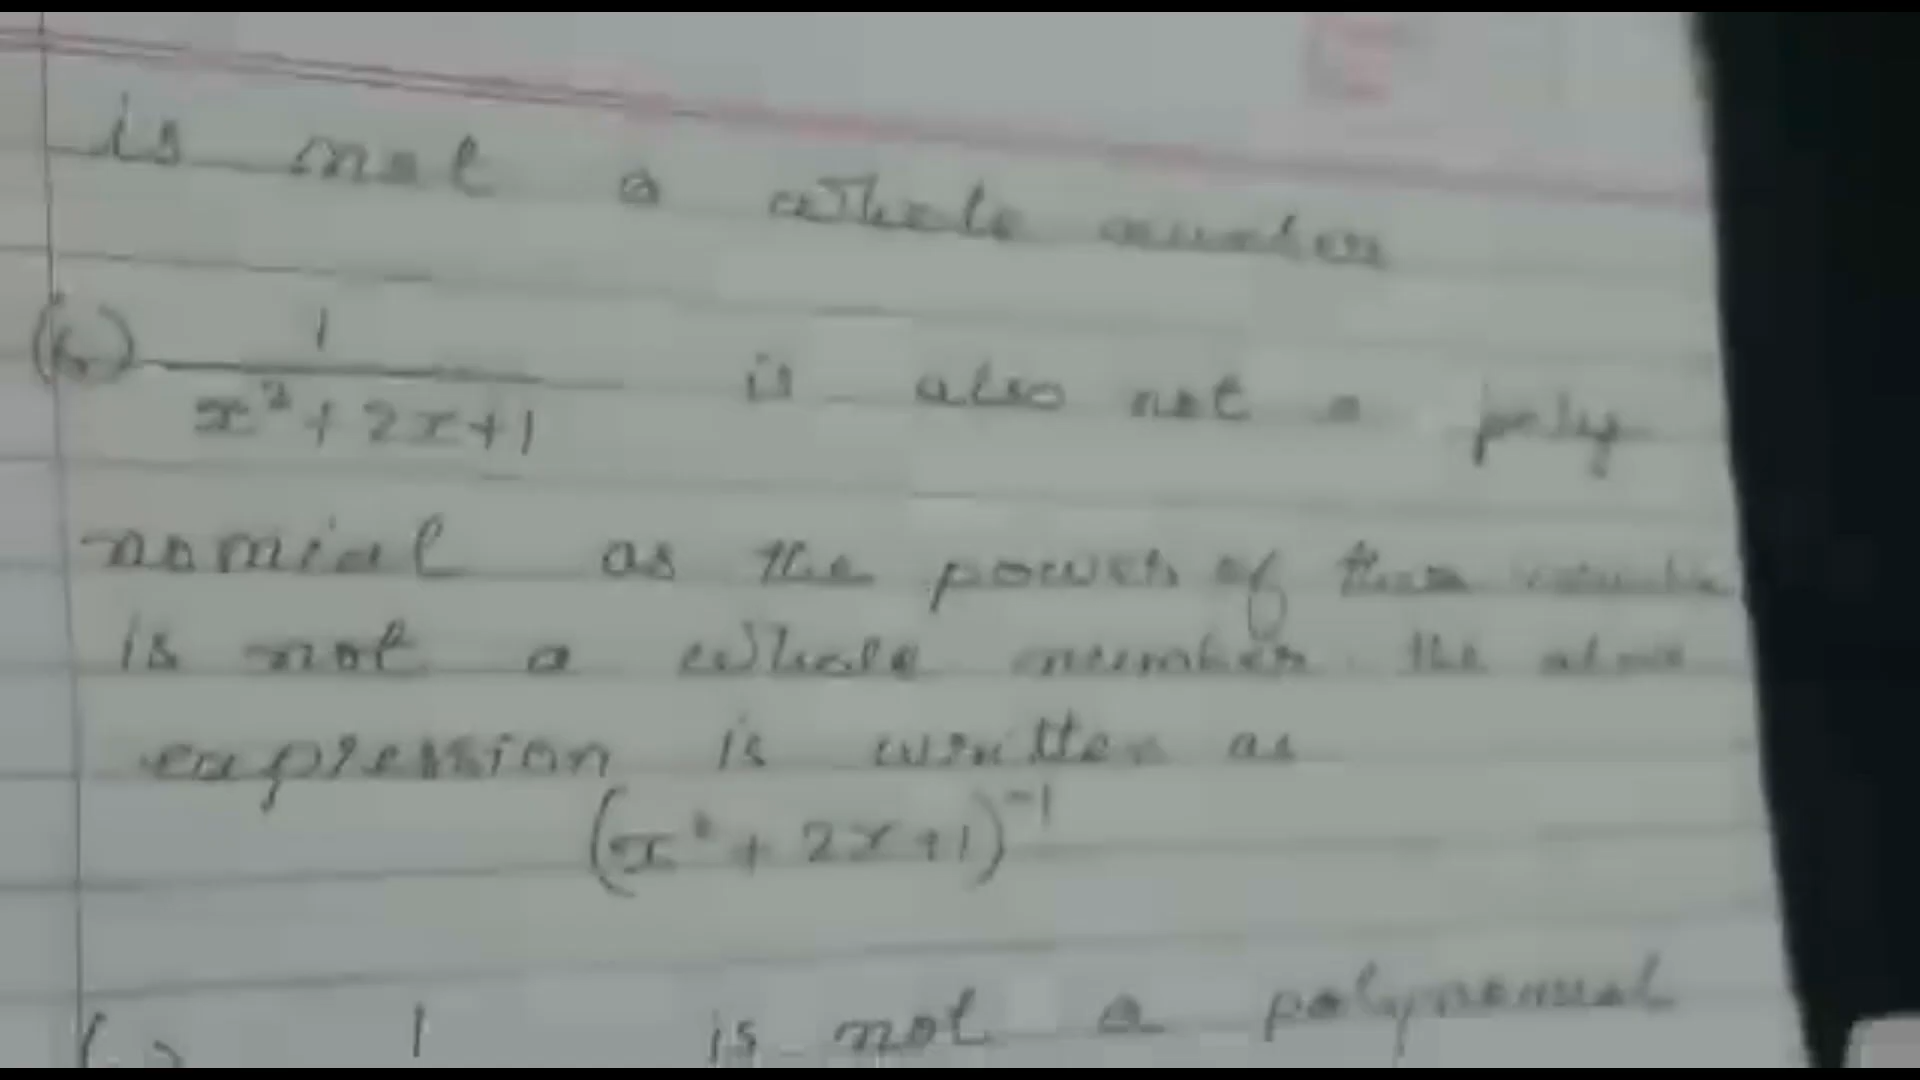 is not a whole number
(b) 1 / x² + 2x + 1 is also not a poly
nomial as the power of
is not a whole number. the above
expression is written as
(x² + 2x + 1)⁻¹
1 is not a polynomial